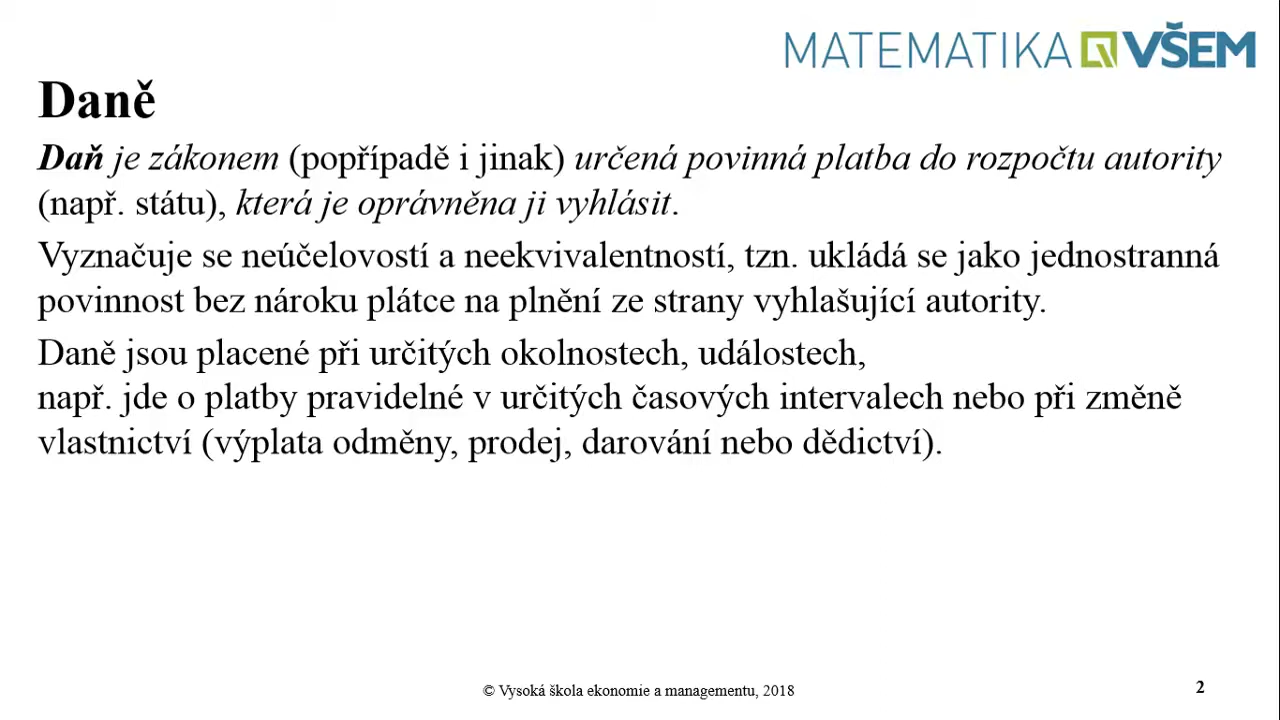 MATEMATIKA VŠEM
Daně
Daň je zákonem (popřípadě i jinak) určená povinná platba do rozpočtu autority
(např. státu), která je oprávněna ji vyhlásit.
Vyznačuje se neúčelovostí a neekvivalentností, tzn. ukládá se jako jednostranná
povinnost bez nároku plátce na plnění ze strany vyhlašující autority.
Daně jsou placené při určitých okolnostech, událostech,
např. jde o platby pravidelné v určitých časových intervalech nebo při změně
vlastnictví (výplata odměny, prodej, darování nebo dědictví).
© Vysoká škola ekonomie a managementu, 2018
2